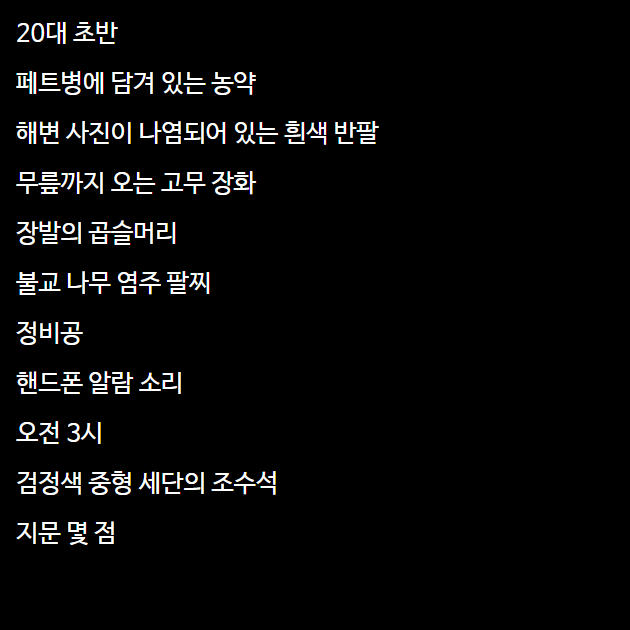 20대 초반
페트병에 담겨 있는 농약
해변 사진이 나염되어 있는 흰색 반팔
무릎까지 오는 고무 장화
장발의 곱슬머리
불교 나무 염주 팔찌
정비공
핸드폰 알람 소리
오전 3시
검정색 중형 세단의 조수석
지문 몇 점